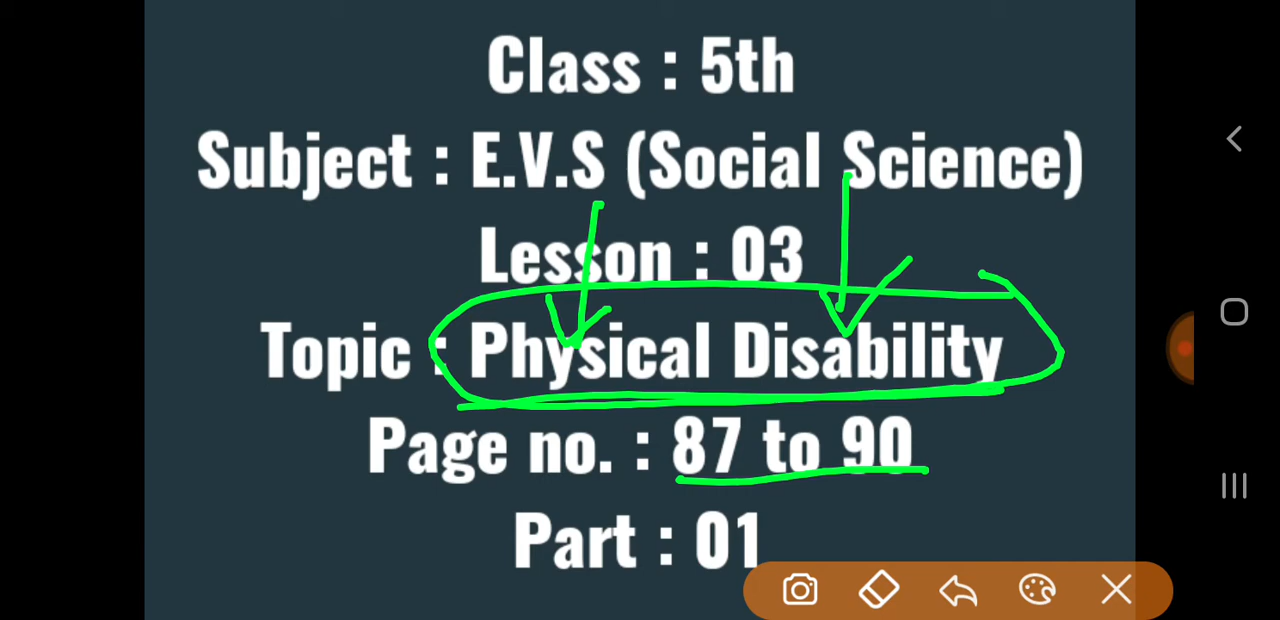 Class : 5th
Subject : E.V.S (Social Science)
Lesson : 03
Topic : Physical Disability
Page no. : 87 to 90
Part : 01